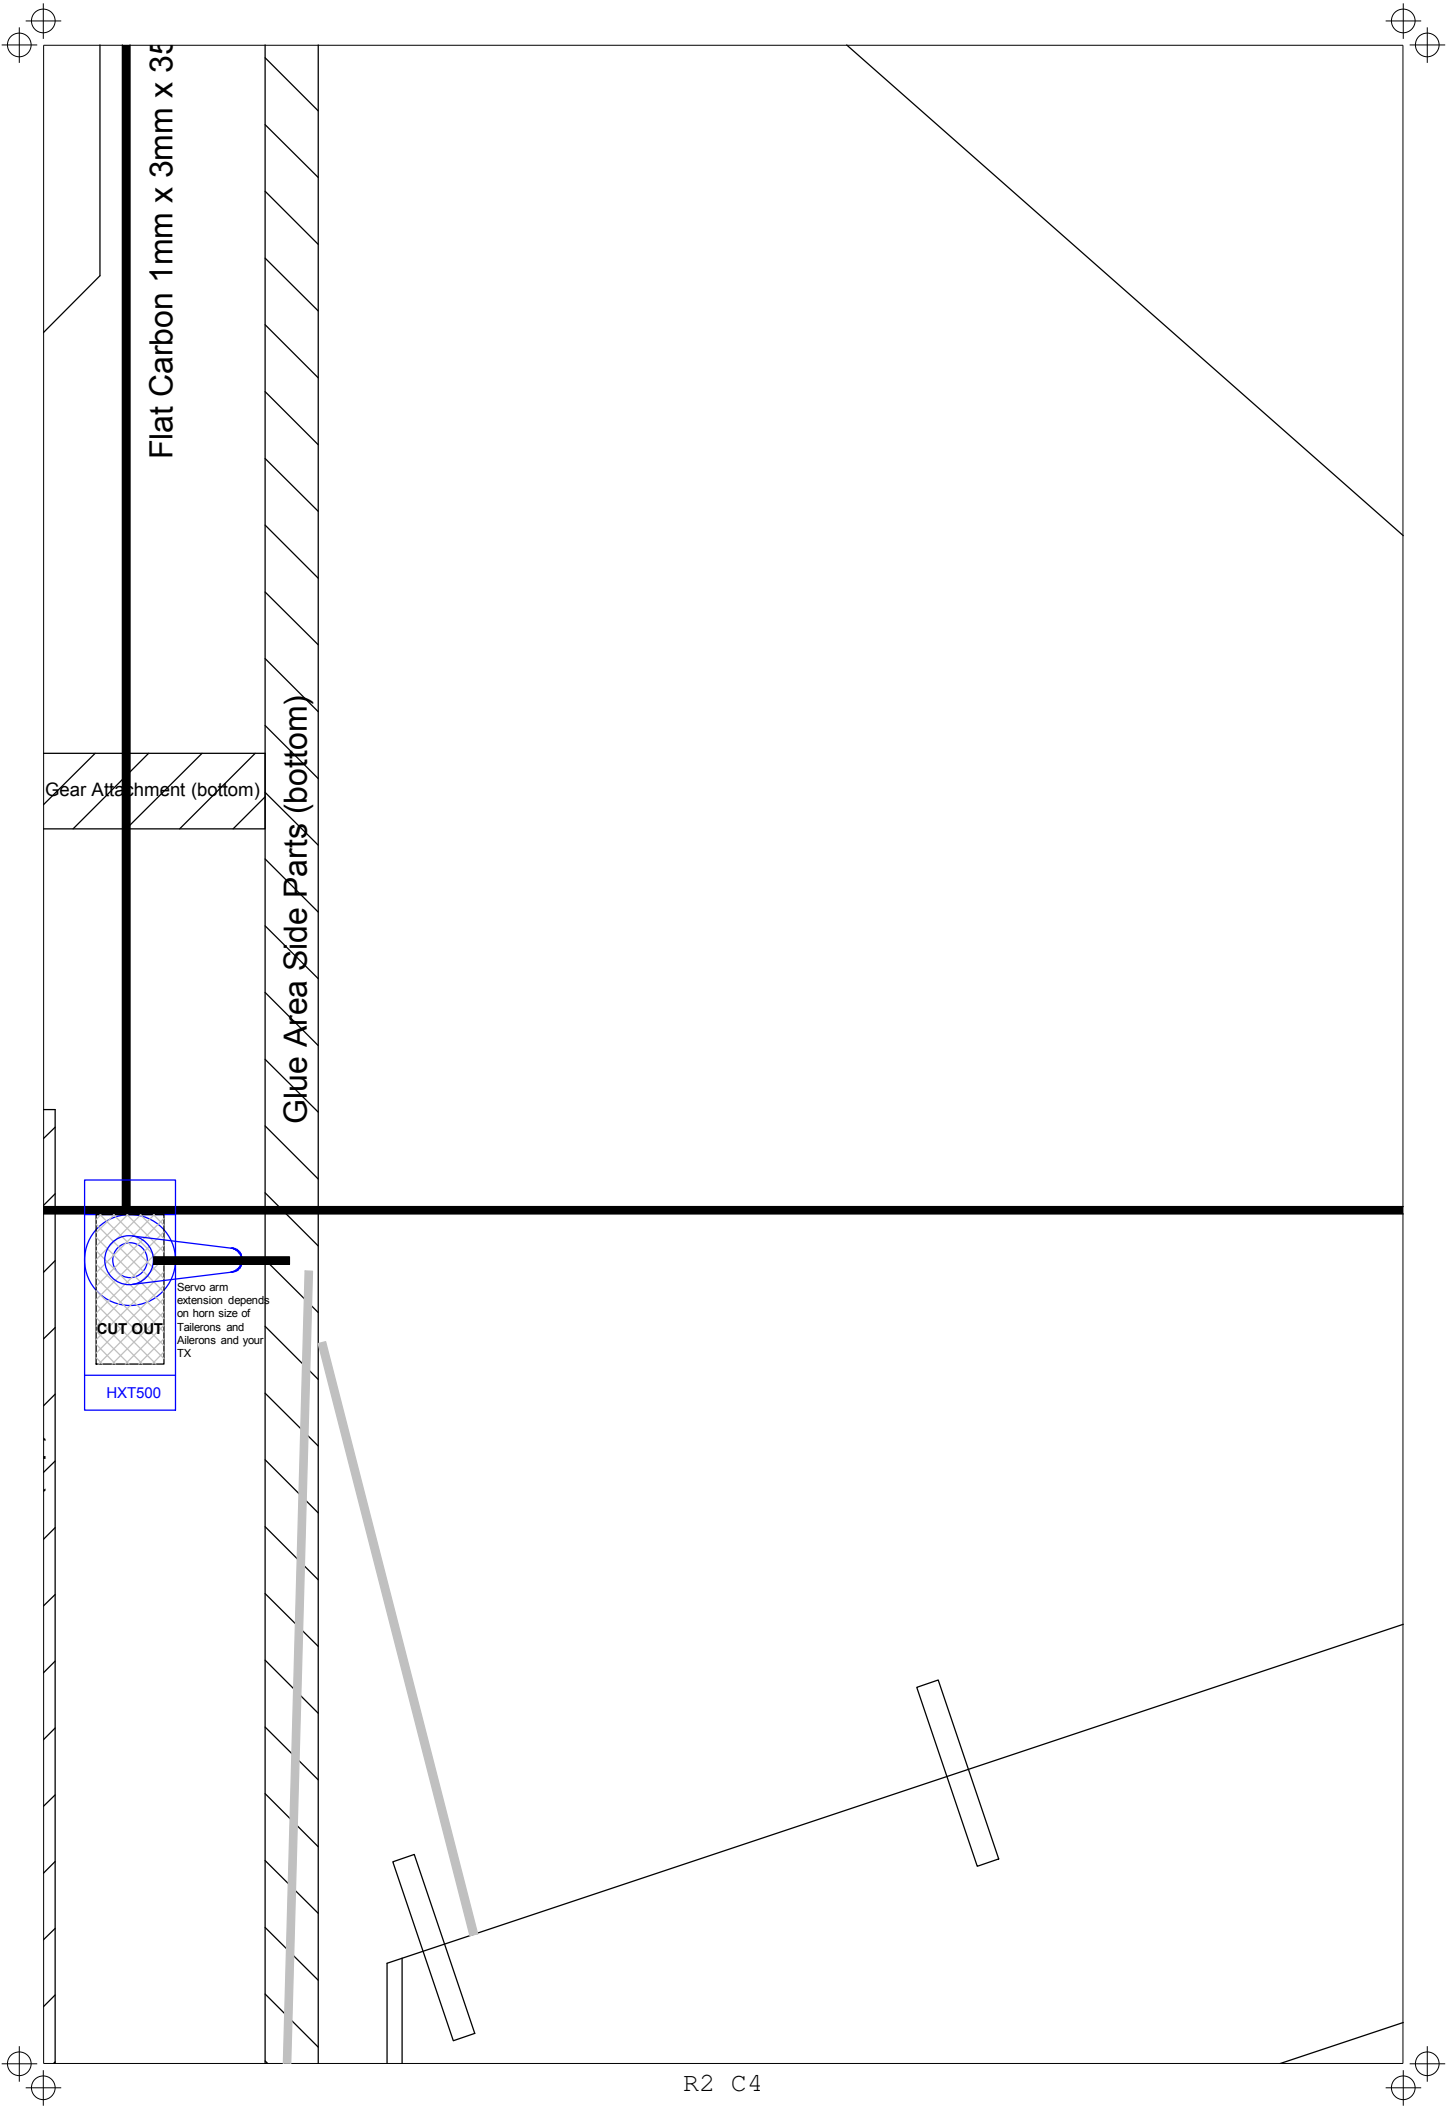 Flat Carbon 1mm x 3mm x 35
Gear Attachment (bottom)
Glue Area Side Parts (bottom)
Servo arm
extension depends
on horn size of
Tailerons and
Ailerons and your
TX
CUT OUT
HXT500
R2 C4